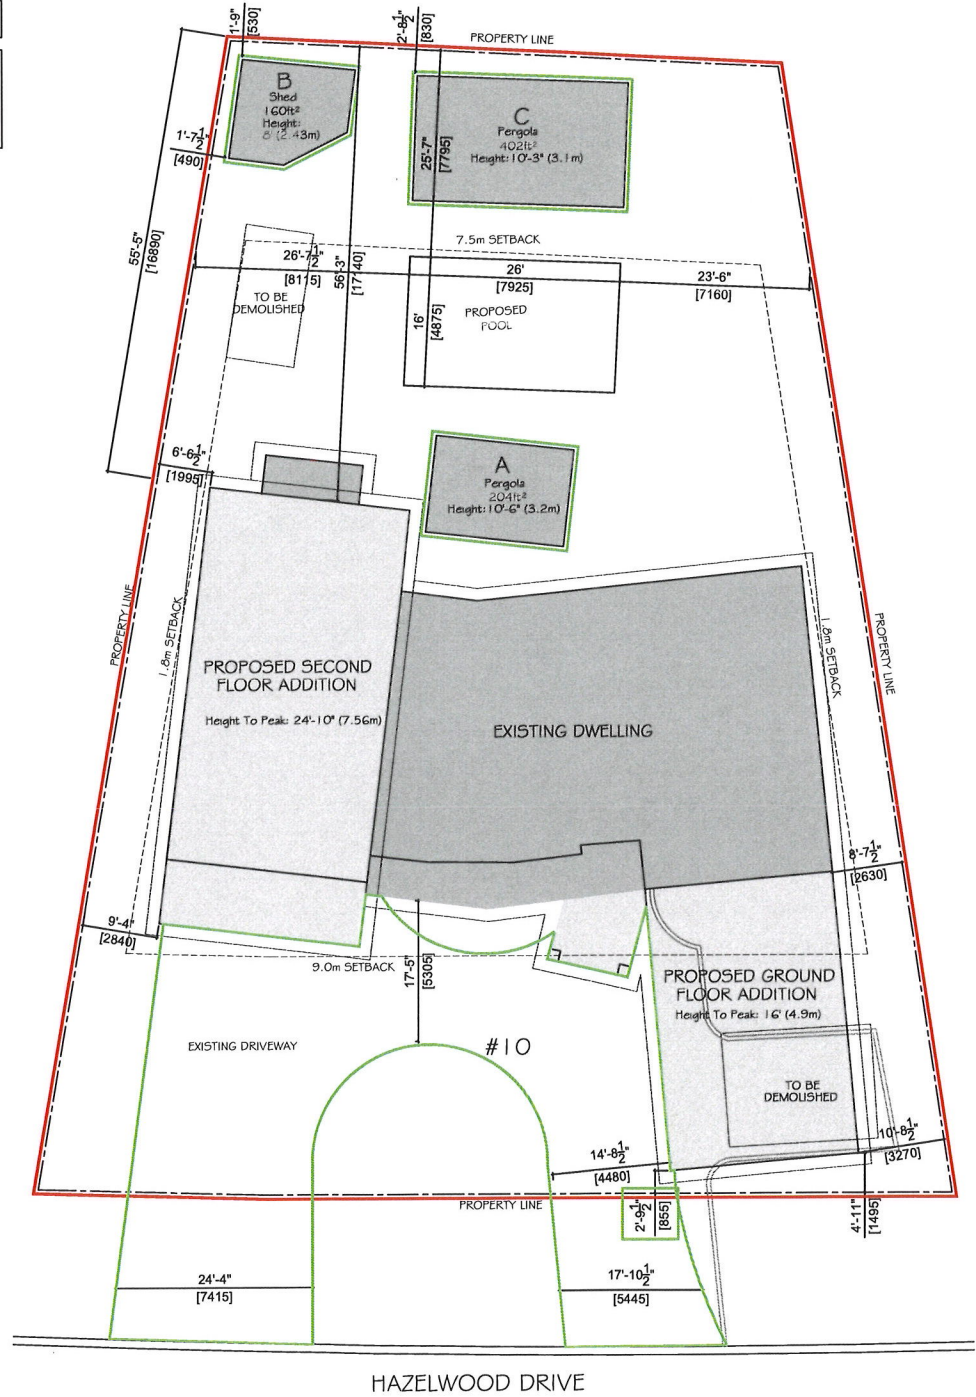 1'-9"
[530]
2'-8½"
[830]
PROPERTY LINE
B
Shed
160ft²
Height:
8' (2.43m)
C
Pergola
402ft²
Height: 10'-3" (3.1m)
1'-7½"
[490]
25'-7"
[7795]
55'-5"
[16890]
7.5m SETBACK
26'-7½"
[8115]
56'-3"
[17140]
26'
[7925]
23'-6"
[7160]
TO BE
DEMOLISHED
16'
[4875]
PROPOSED
POOL
6'-6½"
[1995]
A
Pergola
204ft²
Height: 10'-6" (3.2m)
PROPERTY LINE
1.8m SETBACK
PROPOSED SECOND
FLOOR ADDITION
Height To Peak: 24'-10" (7.56m)
EXISTING DWELLING
1.8m SETBACK
PROPERTY LINE
8'-7½"
[2630]
9'-4"
[2840]
9.0m SETBACK
17'-5"
[5305]
PROPOSED GROUND
FLOOR ADDITION
Height To Peak: 16' (4.9m)
EXISTING DRIVEWAY
#10
TO BE
DEMOLISHED
10'-8½"
[3270]
14'-8½"
[4480]
PROPERTY LINE
2'-9½"
[855]
4'-11"
[1495]
24'-4"
[7415]
17'-10½"
[5445]
HAZELWOOD DRIVE